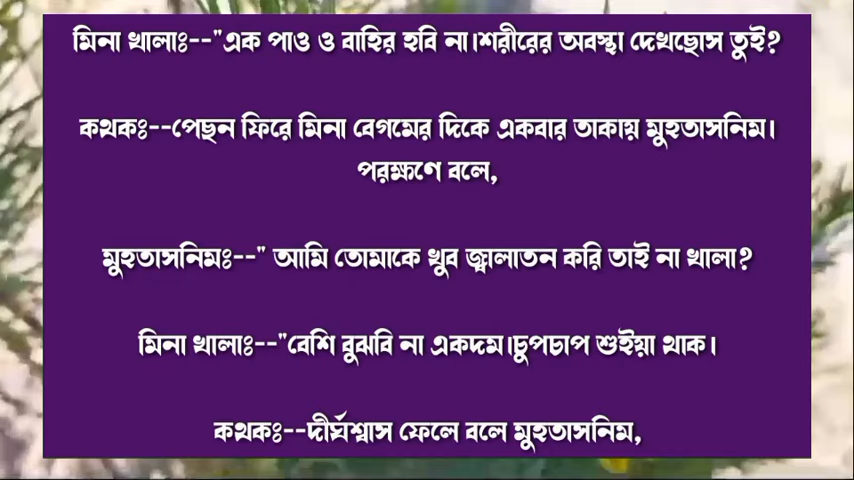 মিনা খালাঃ--"এক পাও ও বাহির হবি না।শরীরের অবস্থা দেখছোস তুই?
কথকঃ--পেছন ফিরে মিনা বেগমের দিকে একবার তাকায় মুহতাসনিম।
পরক্ষণে বলে,
মুহতাসনিমঃ--" আমি তোমাকে খুব জ্বালাতন করি তাই না খালা?
মিনা খালাঃ--"বেশি বুঝবি না একদম।চুপচাপ শুইয়া থাক।
কথকঃ--দীর্ঘশ্বাস ফেলে বলে মুহতাসনিম,